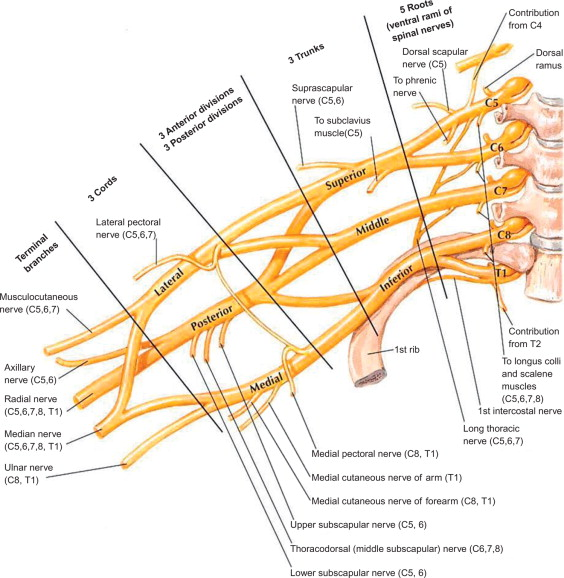 5 Roots
(ventral rami of
spinal nerves)
Contribution
from C4
3 Trunks
Dorsal scapular
nerve (C5)
Dorsal
ramus
To phrenic
nerve
Suprascapular
nerve (C5,6)
3 Anterior divisions
3 Posterior divisions
To subclavius
muscle(C5)
C5
C6
C7
C8
T1
3 Cords
Superior
Middle
Inferior
Lateral pectoral
nerve (C5,6,7)
Terminal
branches
Lateral
Posterior
Medial
Musculocutaneous
nerve (C5,6,7)
1st rib
Contribution
from T2
Axillary
nerve (C5,6)
To longus colli
and scalene
muscles
(C5,6,7,8)
Radial nerve
(C5,6,7,8, T1)
1st intercostal nerve
Median nerve
(C5,6,7,8, T1)
Long thoracic
nerve (C5,6,7)
Ulnar nerve
(C8, T1)
Medial pectoral nerve (C8, T1)
Medial cutaneous nerve of arm (T1)
Medial cutaneous nerve of forearm (C8, T1)
Upper subscapular nerve (C5, 6)
Thoracodorsal (middle subscapular) nerve (C6,7,8)
Lower subscapular nerve (C5, 6)